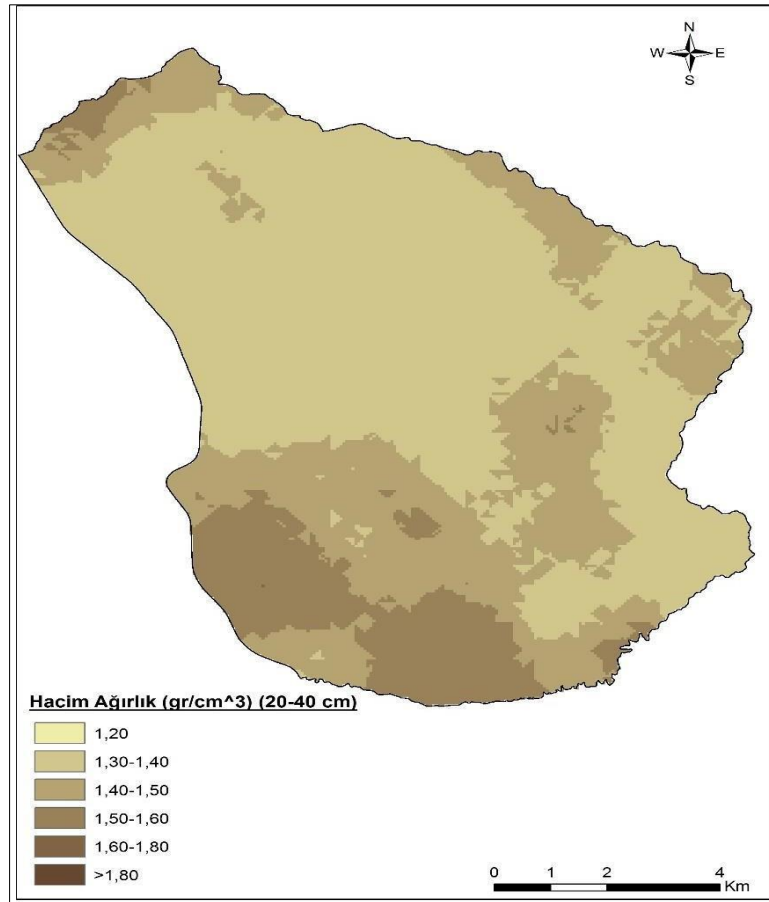 N
W E
S
Hacim Ağırlık (gr/cm^3) (20-40 cm)
1,20
1,30-1,40
1,40-1,50
1,50-1,60
1,60-1,80
>1,80
0 1 2 4
Km